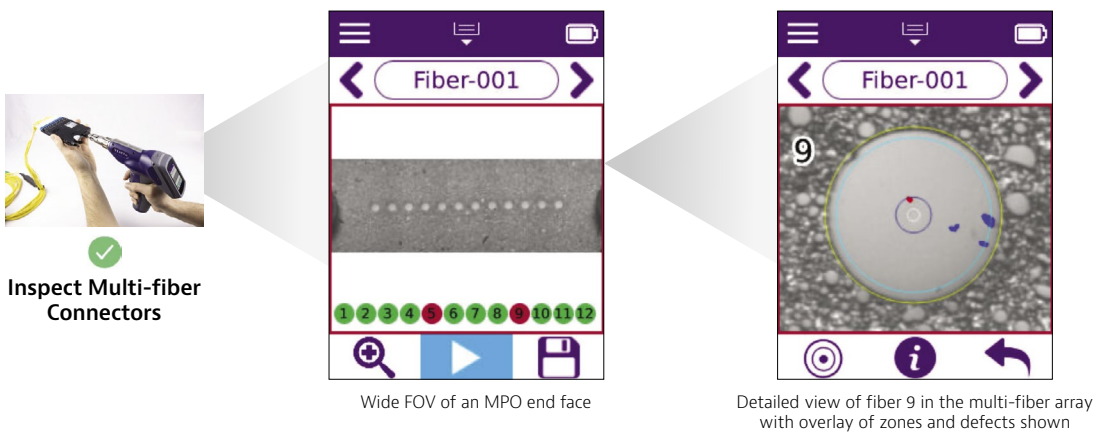 Inspect Multi-fiber
Connectors
Fiber-001
1 2 3 4 5 6 7 8 9 10 11 12
Wide FOV of an MPO end face
Fiber-001
9
i
Detailed view of fiber 9 in the multi-fiber array
with overlay of zones and defects shown